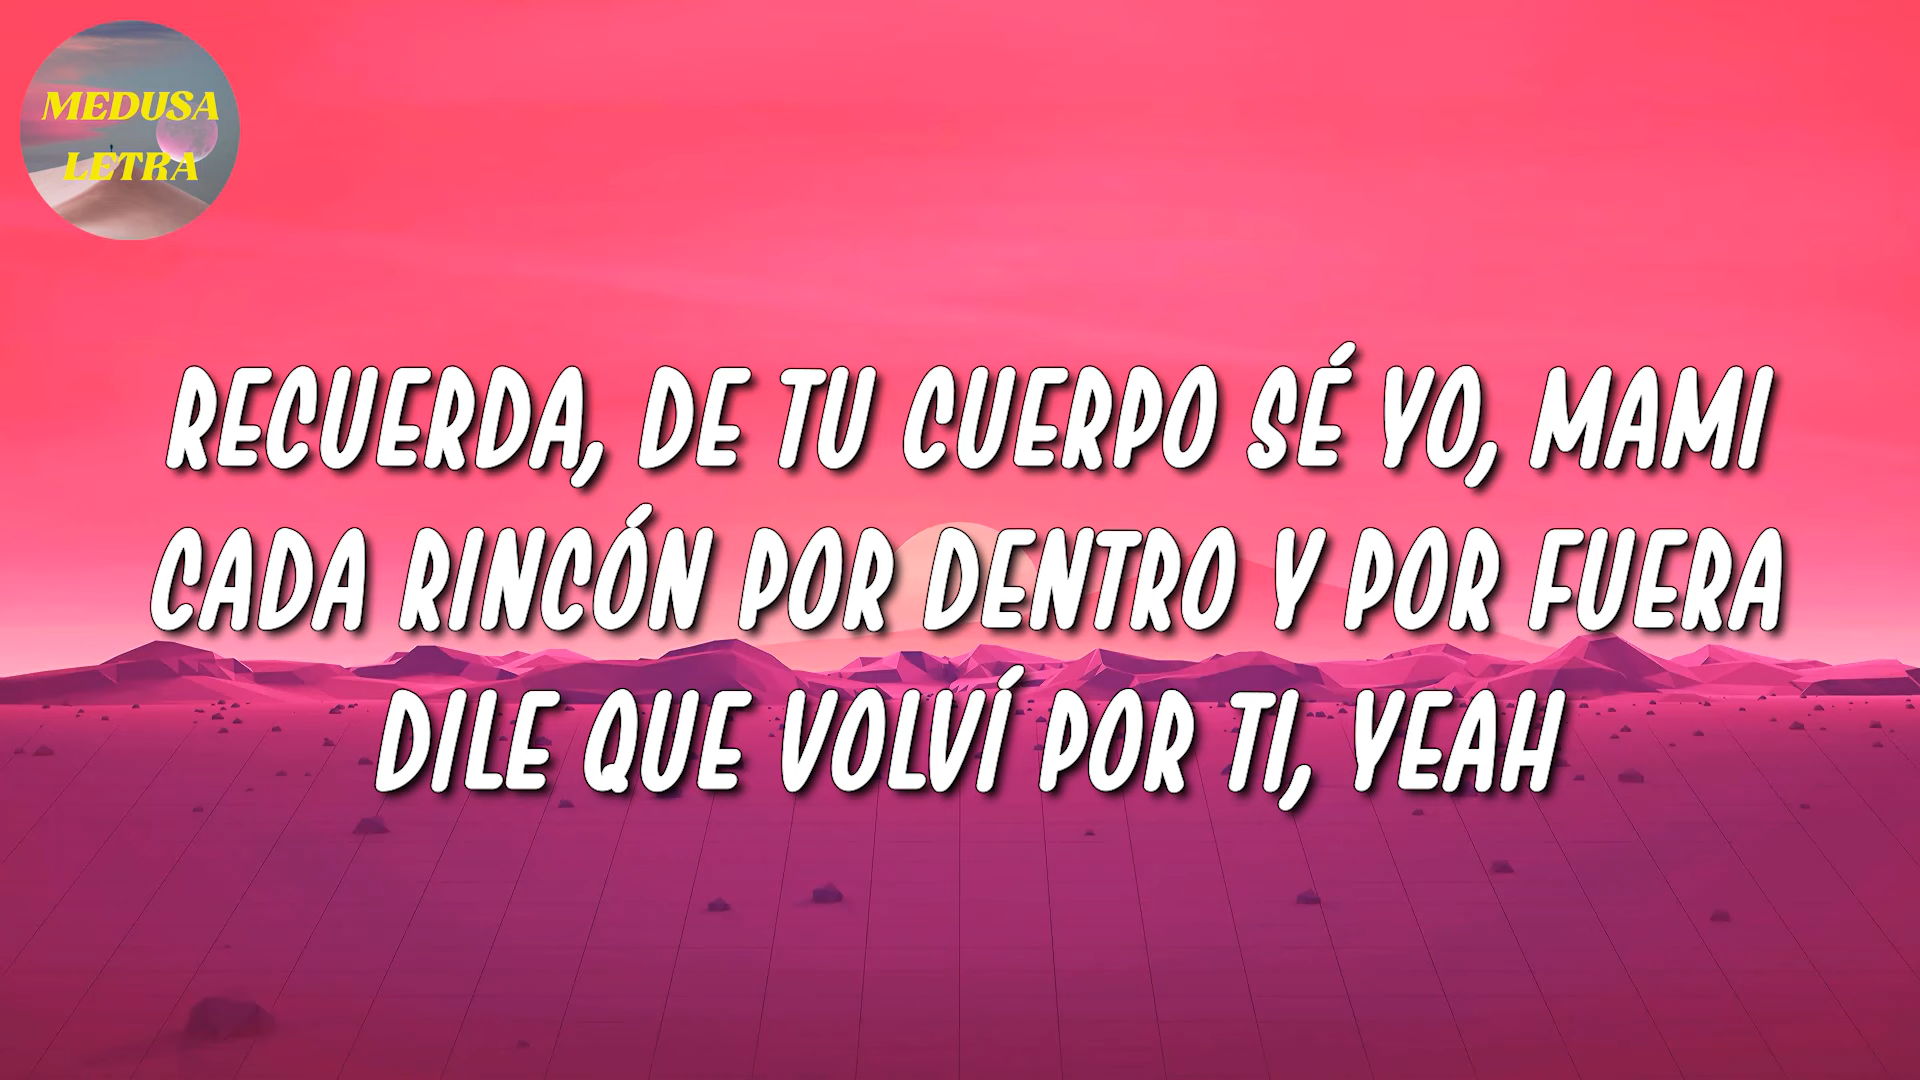 MEDUSA
LETRA
RECUERDA, DE TU CUERPO SÉ YO, MAMI
CADA RINCÓN POR DENTRO Y POR FUERA
DILE QUE VOLVÍ POR TI, YEAH